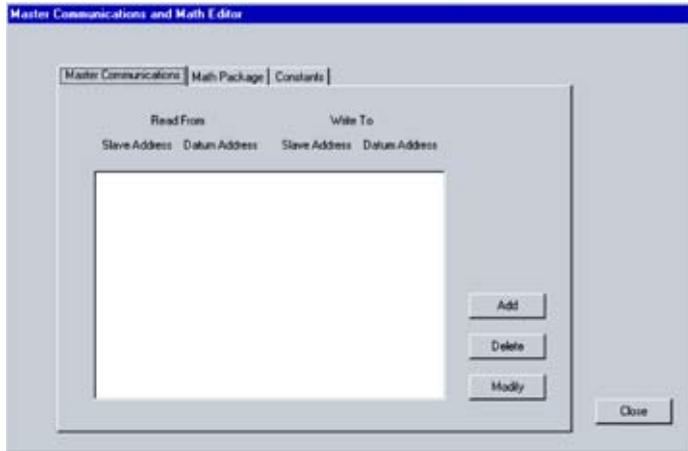 Master Communications and Math Editor
Master Communications Math Package Constants
Read From Write To
Slave Address Datum Address Slave Address Datum Address
Add
Delete
Modify
Close